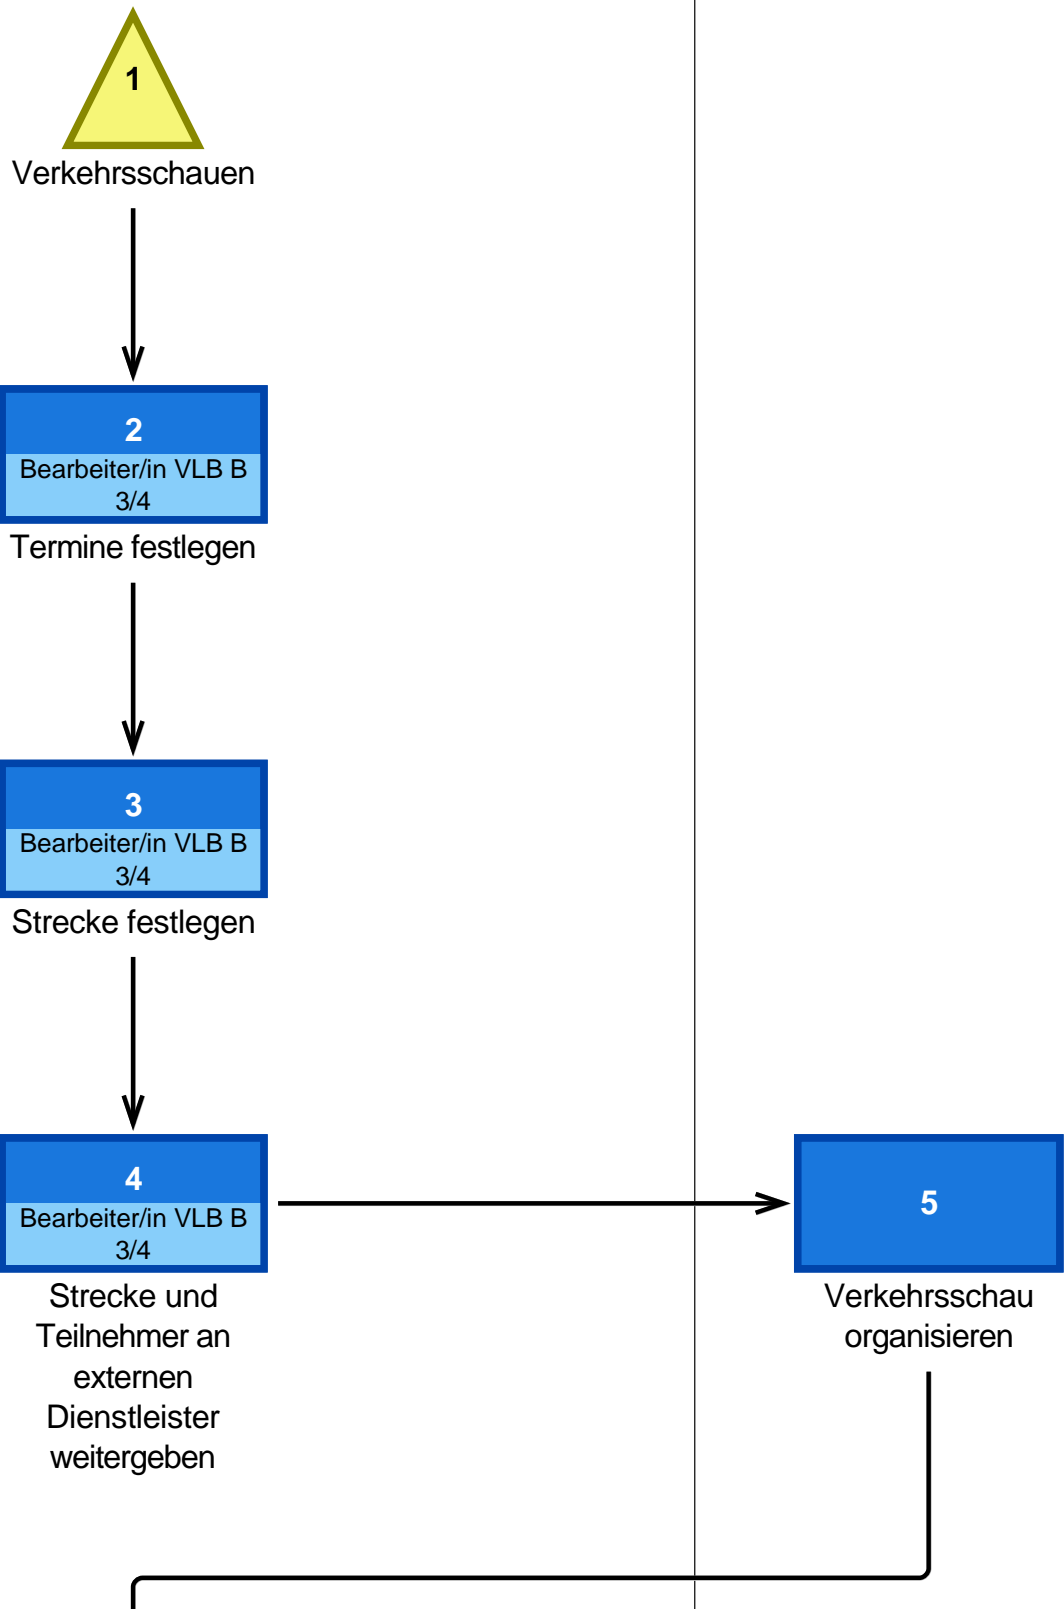 1
Verkehrsschauen
2
Bearbeiter/in VLB B
3/4
Termine festlegen
3
Bearbeiter/in VLB B
3/4
Strecke festlegen
4
Bearbeiter/in VLB B
3/4
Strecke und
Teilnehmer an
externen
Dienstleister
weitergeben
5
Verkehrsschau
organisieren